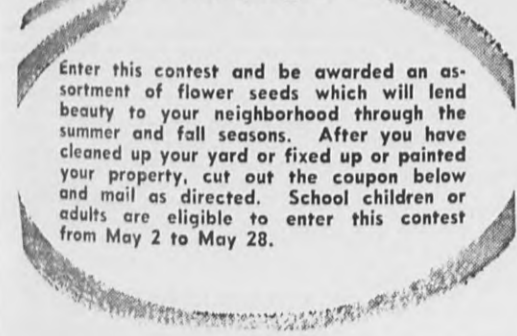 Enter this contest and be awarded an as-
sortment of flower seeds which will lend
beauty to your neighborhood through the
summer and fall seasons. After you have
cleaned up your yard or fixed up or painted
your property, cut out the coupon below
and mail as directed. School children or
adults are eligible to enter this contest
from May 2 to May 28.